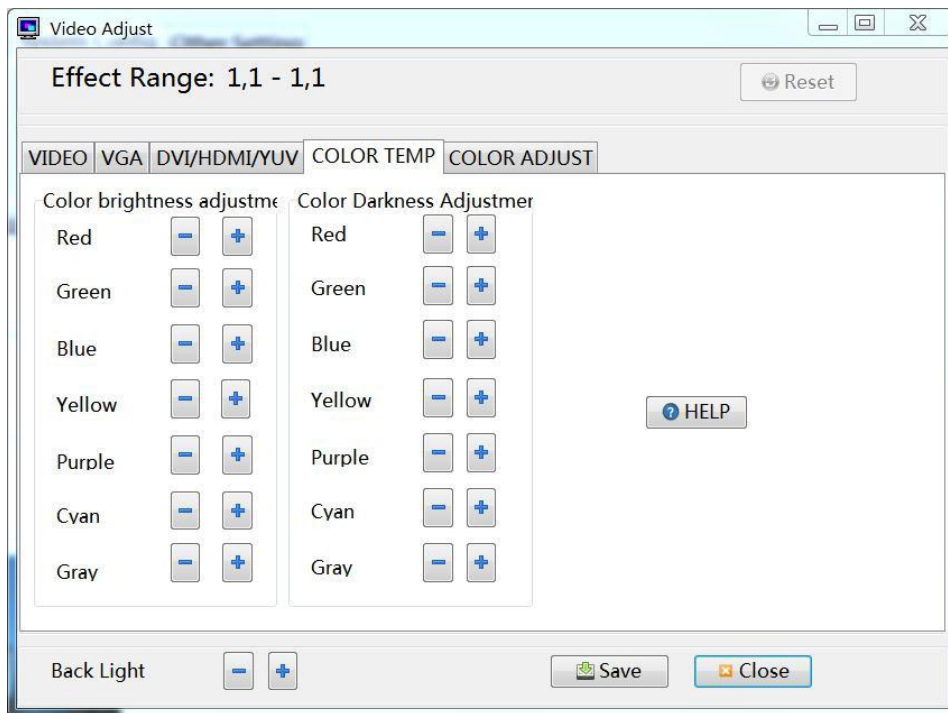 Video Adjust
Other Setting
Effect Range: 1,1 - 1,1
Reset
VIDEO VGA DVI/HDMI/YUV COLOR TEMP COLOR ADJUST
Color brightness adjustme Color Darkness Adjustmer
Red Red
Green Green
Blue Blue
Yellow Yellow
HELP
Purple Purple
Cyan Cyan
Gray Gray
Back Light
Save
Close